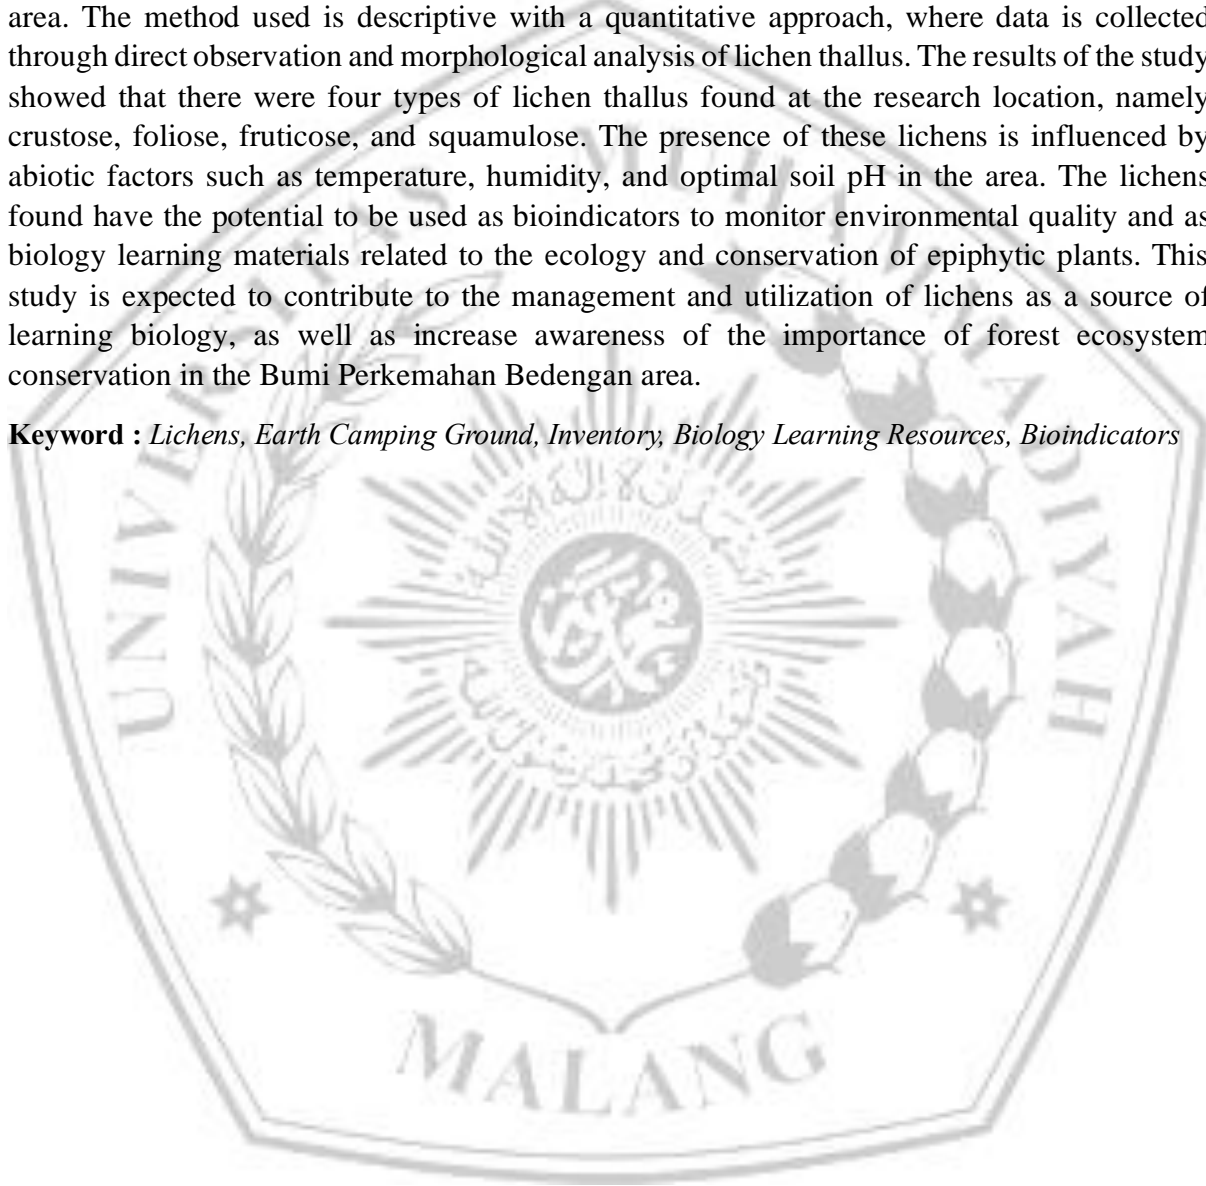 area. The method used is descriptive with a quantitative approach, where data is collected
through direct observation and morphological analysis of lichen thallus. The results of the study
showed that there were four types of lichen thallus found at the research location, namely
crustose, foliose, fruticose, and squamulose. The presence of these lichens is influenced by
abiotic factors such as temperature, humidity, and optimal soil pH in the area. The lichens
found have the potential to be used as bioindicators to monitor environmental quality and as
biology learning materials related to the ecology and conservation of epiphytic plants. This
study is expected to contribute to the management and utilization of lichens as a source of
learning biology, as well as increase awareness of the importance of forest ecosystem
conservation in the Bumi Perkemahan Bedengan area.
Keyword : Lichens, Earth Camping Ground, Inventory, Biology Learning Resources, Bioindicators
UNIVERSITAS MUHAMMADIYAH
MALANG